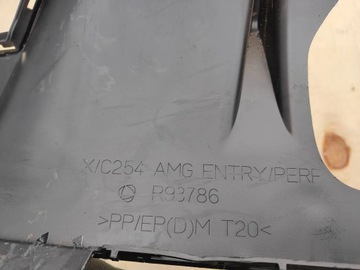 X/C254 AMG ENTRY/PERF
R93786
>PP/EP(D)M T20<